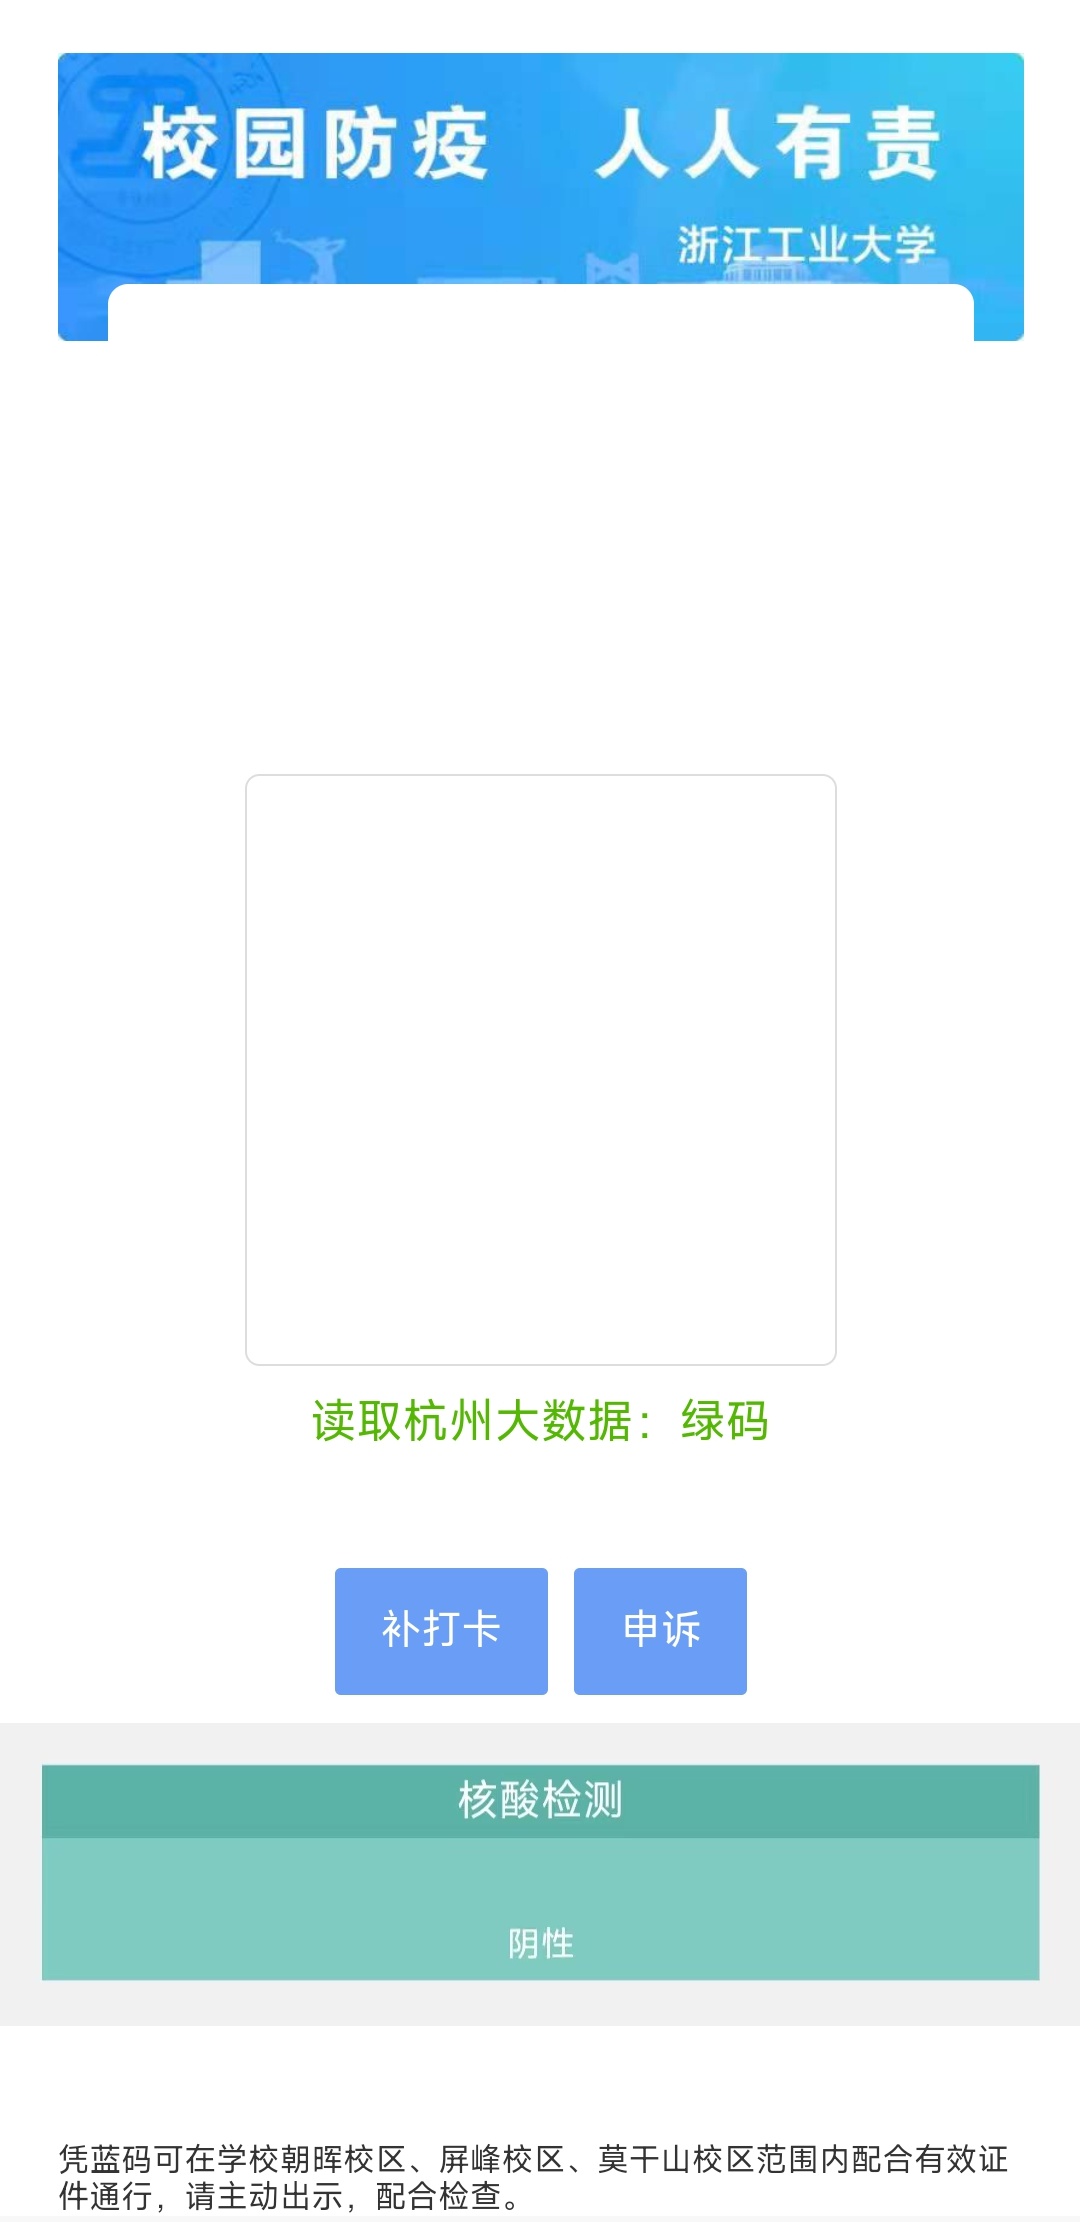 校园防疫 人人有责
浙江工业大学
读取杭州大数据：绿码
补打卡 申诉
核酸检测
阴性
凭蓝码可在学校朝晖校区、屏峰校区、莫干山校区范围内配合有效证
件通行，请主动出示，配合检查。